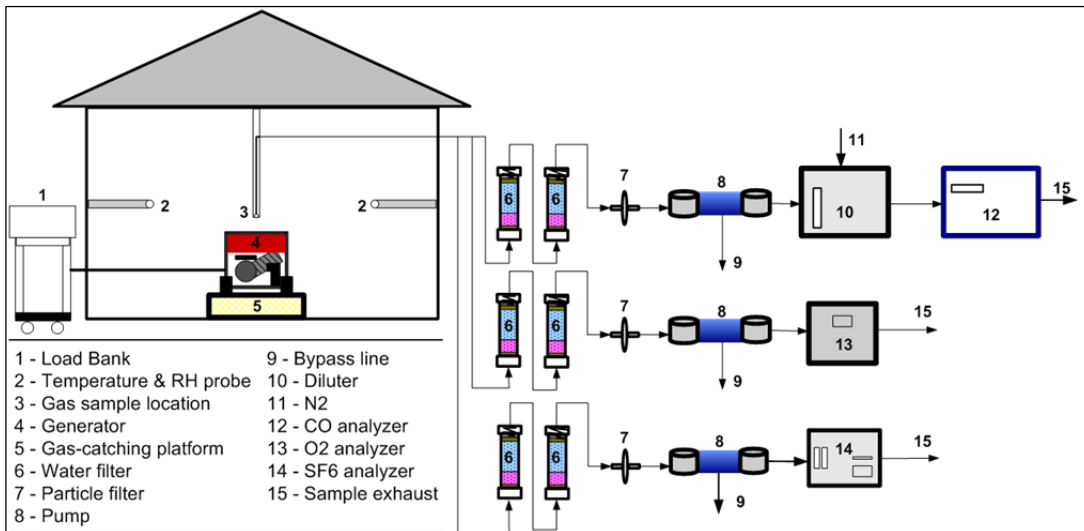 11
7
8
15
1
6
6
2
3
2
10
12
4
9
5
7
8
15
6
6
13
9
1 - Load Bank
2 - Temperature & RH probe
3 - Gas sample location
4 - Generator
5 - Gas-catching platform
6 - Water filter
7 - Particle filter
8 - Pump
9 - Bypass line
10 - Diluter
11 - N2
12 - CO analyzer
13 - O2 analyzer
14 - SF6 analyzer
15 - Sample exhaust
7
8
14
15
6
6
9